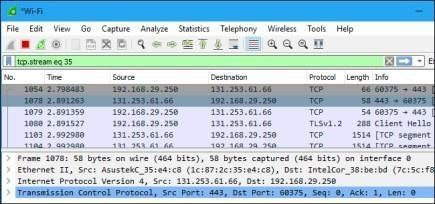 *Wi-Fi
File Edit View Go Capture Analyze Statistics Telephony Wireless Tools Help
tcp.stream eq 35
No. Time Source Destination Protocol Length Info
1054 2.798483 192.168.29.250 131.253.61.66 TCP 66 60375 → 443
1078 2.891263 131.253.61.66 192.168.29.250 TCP 58 443 → 60375
1079 2.891359 192.168.29.250 131.253.61.66 TCP 54 60375 → 443
1080 2.891527 192.168.29.250 131.253.61.66 TLSv1.2 288 Client Hello
1103 2.992980 131.253.61.66 192.168.29.250 TCP 1514 [TCP segment
1104 2.992980 131.253.61.66 192.168.29.250 TCP 1514 [TCP segment
Frame 1078: 58 bytes on wire (464 bits), 58 bytes captured (464 bits) on interface 0
Ethernet II, Src: AsustekC_35:e4:c8 (1c:87:2c:35:e4:c8), Dst: IntelCor_38:be:bd (7c:5c:f8
Internet Protocol Version 4, Src: 131.253.61.66, Dst: 192.168.29.250
Transmission Control Protocol, Src Port: 443, Dst Port: 60375, Seq: 0, Ack: 1, Len: 0